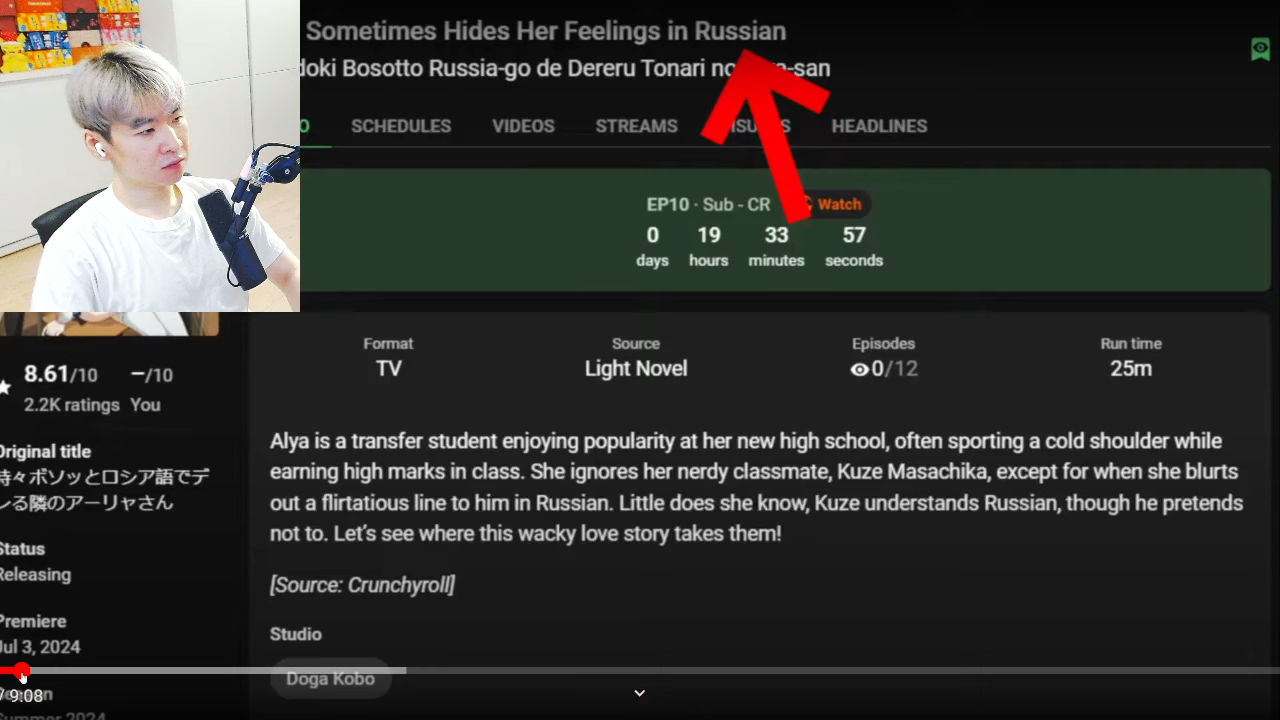 Sometimes Hides Her Feelings in Russian
doki Bosotto Russia-go de Dereru Tonari no -san
O SCHEDULES VIDEOS STREAMS VISUALS HEADLINES
EP10 · Sub - CR Watch
0 19 33 57
days hours minutes seconds
Format Source Episodes Run time
TV Light Novel 0/12 25m
8.61/10 –/10
2.2K ratings You
Alya is a transfer student enjoying popularity at her new high school, often sporting a cold shoulder while
earning high marks in class. She ignores her nerdy classmate, Kuze Masachika, except for when she blurts
out a flirtatious line to him in Russian. Little does she know, Kuze understands Russian, though he pretends
not to. Let's see where this wacky love story takes them!
[Source: Crunchyroll]
Original title
時々ボソッとロシア語でデ
レる隣のアーリャさん
Status
Releasing
Premiere
Jul 3, 2024
Studio
Doga Kobo
/ 9:08
Summer 2024